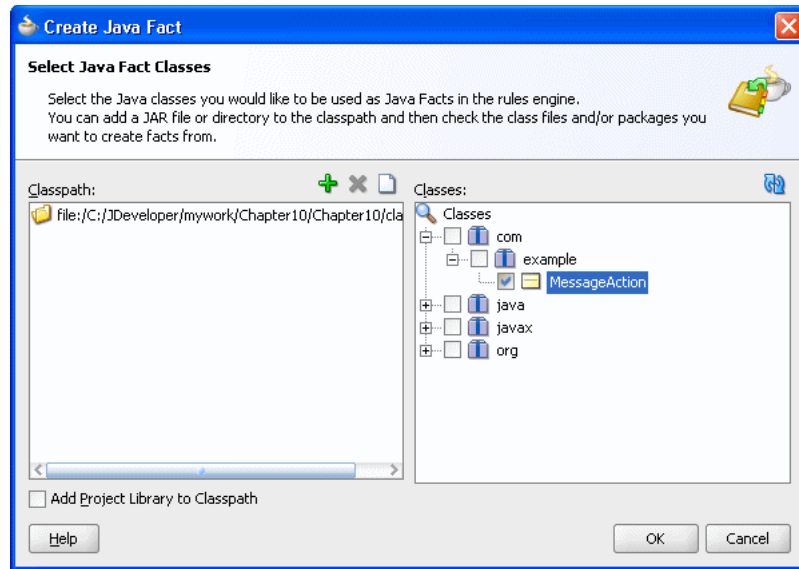 Create Java Fact
Select Java Fact Classes
Select the Java classes you would like to be used as Java Facts in the rules engine.
You can add a JAR file or directory to the classpath and then check the class files and/or packages you
want to create facts from.
Classpath:
file:/C:/JDeveloper/mywork/Chapter10/Chapter10/cla
Classes:
Classes
com
example
MessageAction
java
javax
org
Add Project Library to Classpath
Help
OK
Cancel